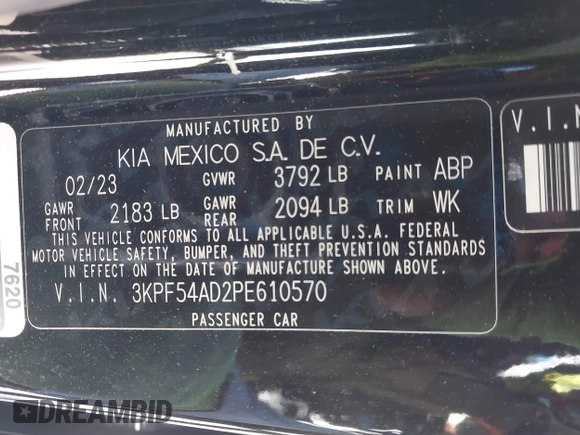 MANUFACTURED BY
KIA MEXICO S.A. DE C.V.
02/23 GVWR 3792 LB PAINT ABP
GAWR FRONT 2183 LB GAWR REAR 2094 LB TRIM WK
THIS VEHICLE CONFORMS TO ALL APPLICABLE U.S.A. FEDERAL
MOTOR VEHICLE SAFETY, BUMPER, AND THEFT PREVENTION STANDARDS
IN EFFECT ON THE DATE OF MANUFACTURE SHOWN ABOVE.
V.I.N. 3KPF54AD2PE610570
PASSENGER CAR
V.I.N
7620
DREAMBID